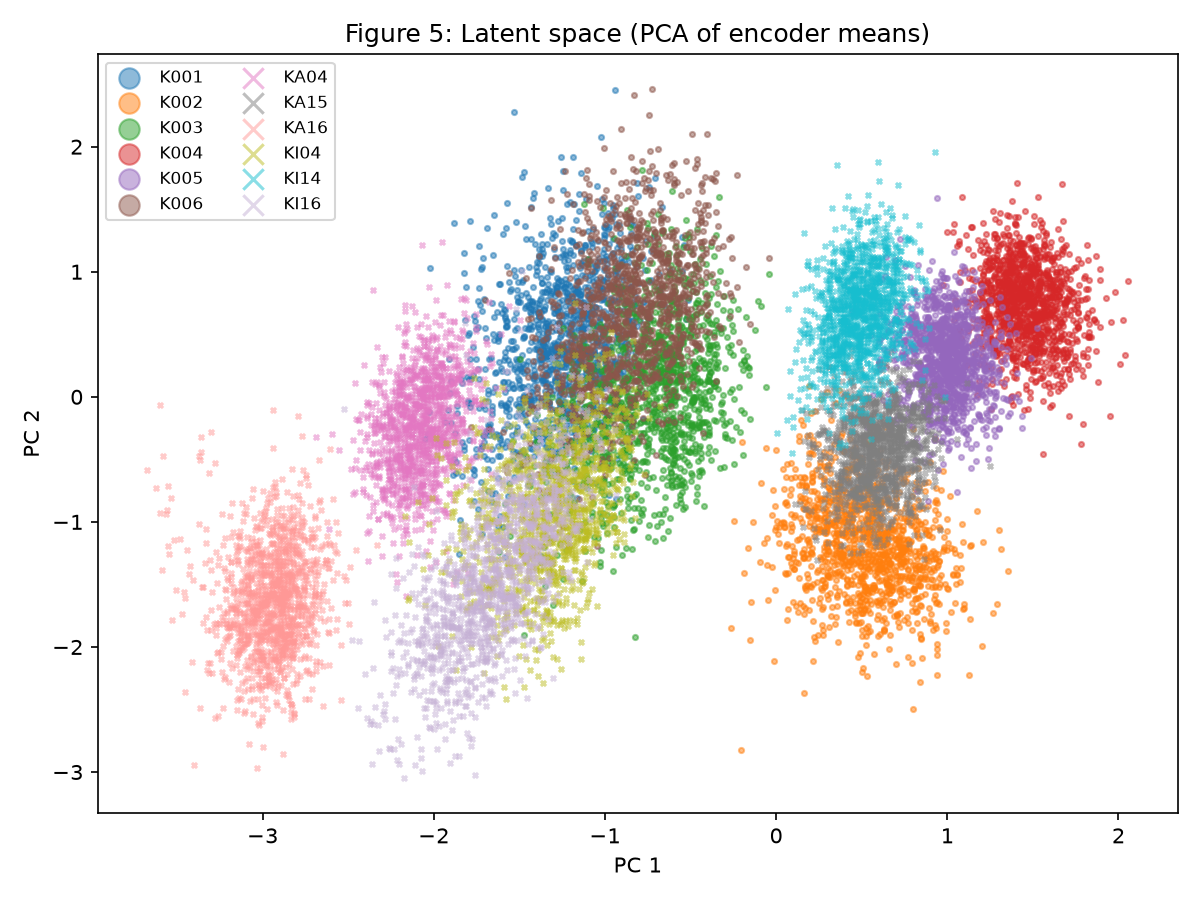 Figure 5: Latent space (PCA of encoder means)
K001 KA04
K002 KA15
K003 KA16
K004 KI04
K005 KI14
K006 KI16
2
1
0
−1
−2
−3
PC 2
−3 −2 −1 0 1 2
PC 1